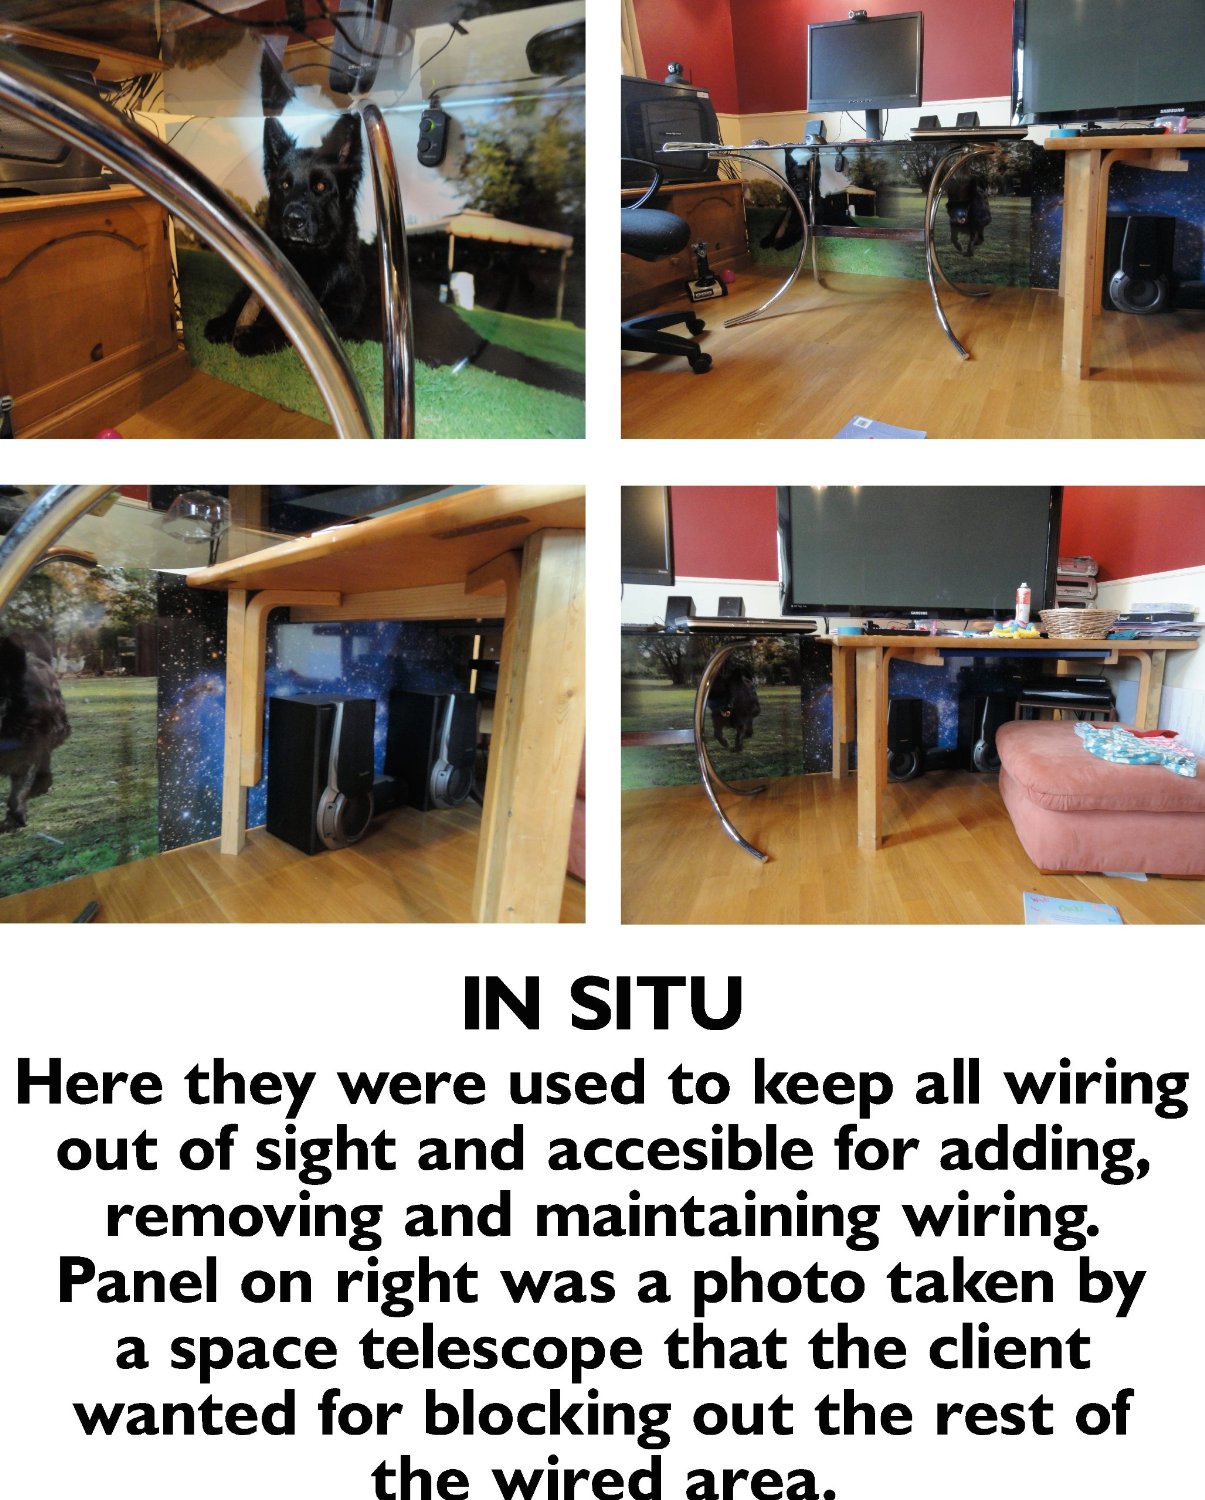 SAMSUNG
SAMSUNG
IN SITU
Here they were used to keep all wiring
out of sight and accesible for adding,
removing and maintaining wiring.
Panel on right was a photo taken by
a space telescope that the client
wanted for blocking out the rest of
the wired area.